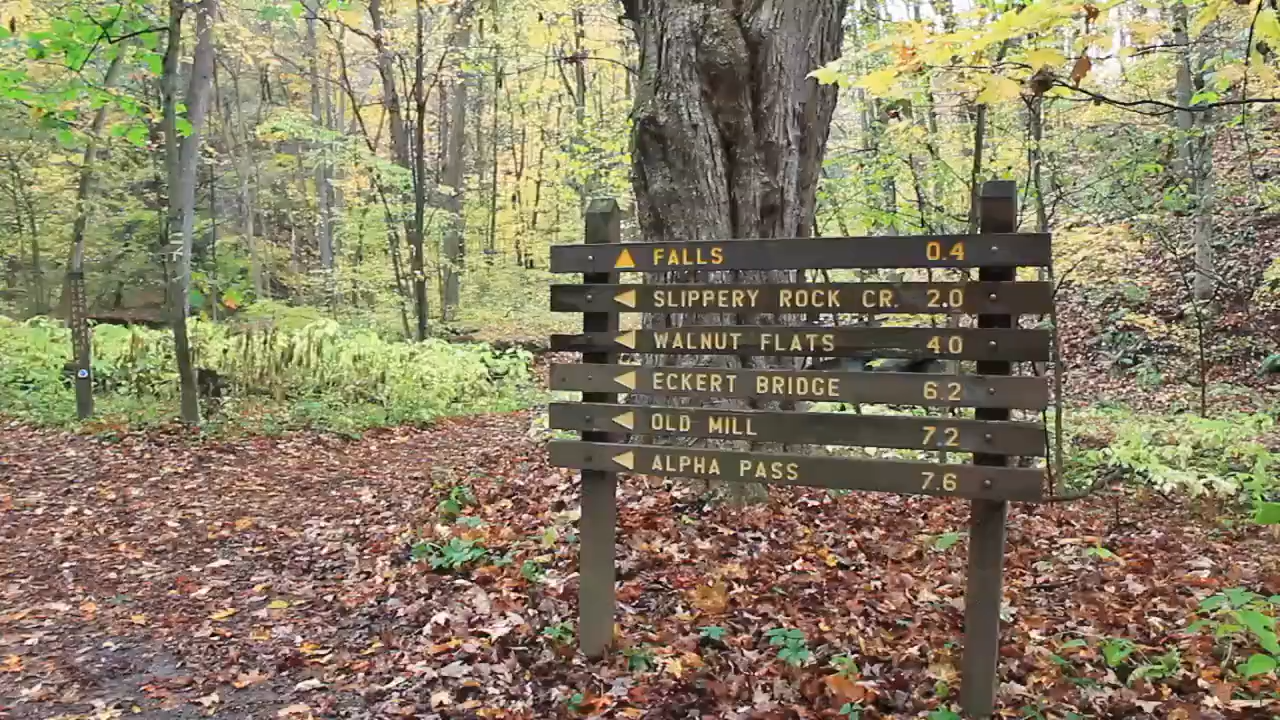 FALLS 0.4
SLIPPERY ROCK CR. 2.0
WALNUT FLATS 4.0
ECKERT BRIDGE 6.2
OLD MILL 7.2
ALPHA PASS 7.6